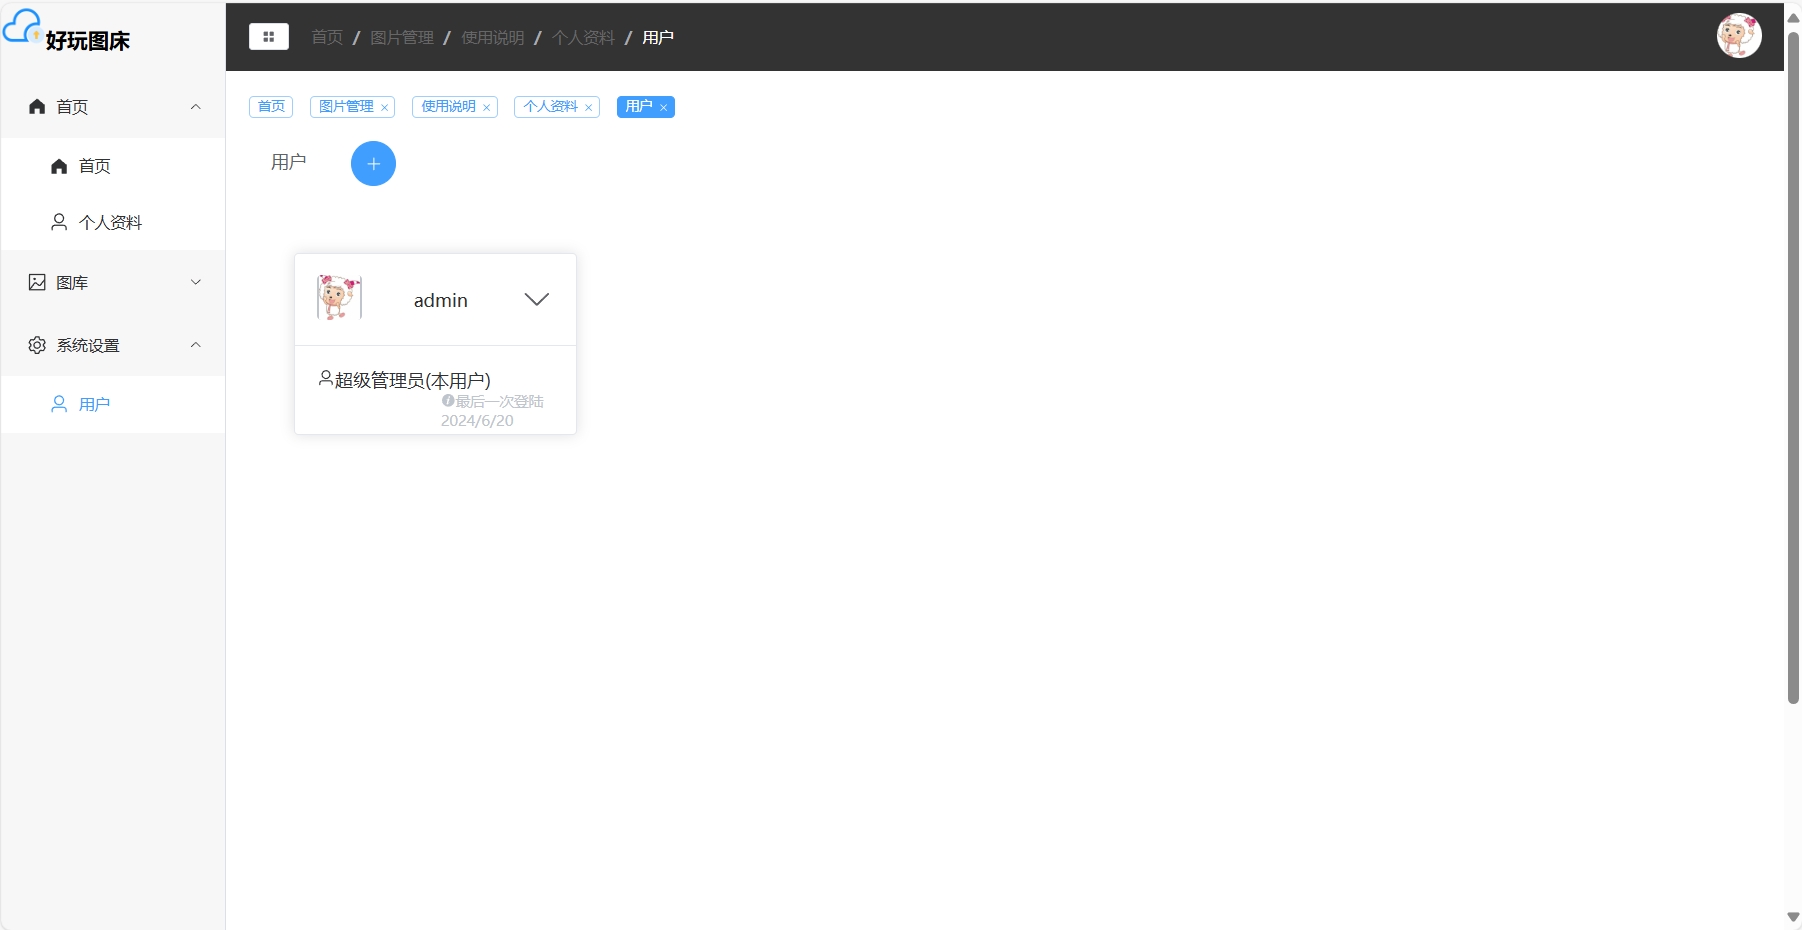 好玩图床
首页 / 图片管理 / 使用说明 / 个人资料 / 用户
首页
首页
个人资料
图库
系统设置
用户
首页 图片管理 × 使用说明 × 个人资料 × 用户 ×
用户 +
admin
超级管理员(本用户)
最后一次登陆
2024/6/20